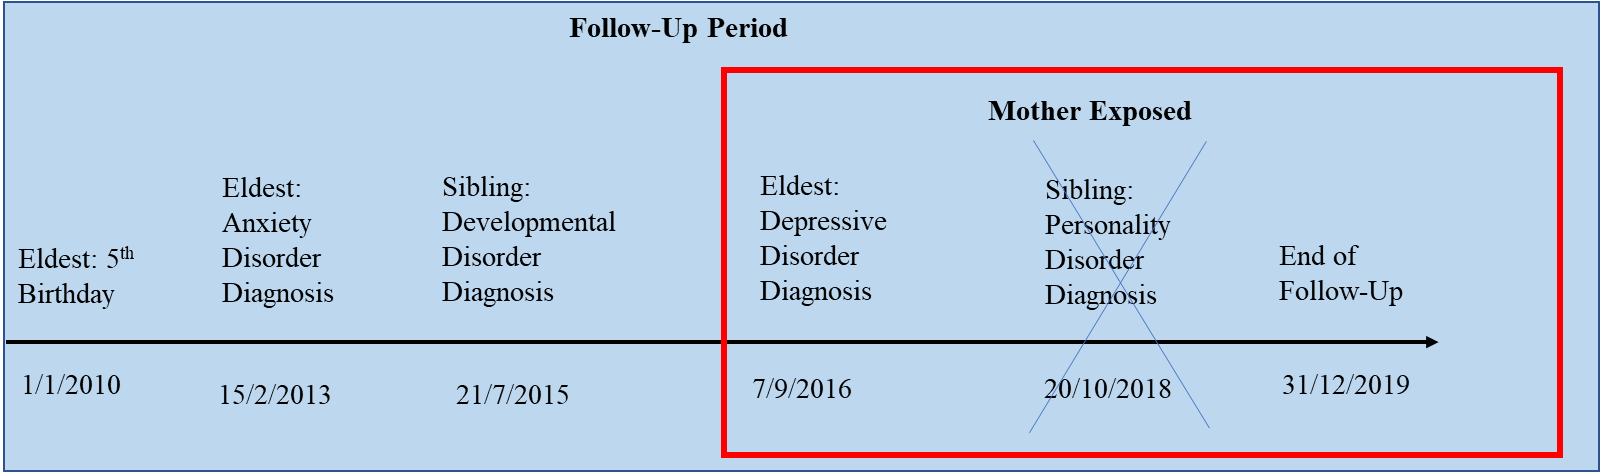 Follow-Up Period
Mother Exposed
Eldest: 5th
Birthday
Eldest:
Anxiety
Disorder
Diagnosis
Sibling:
Developmental
Disorder
Diagnosis
Eldest:
Depressive
Disorder
Diagnosis
Sibling:
Personality
Disorder
Diagnosis
End of
Follow-Up
1/1/2010
15/2/2013
21/7/2015
7/9/2016
20/10/2018
31/12/2019